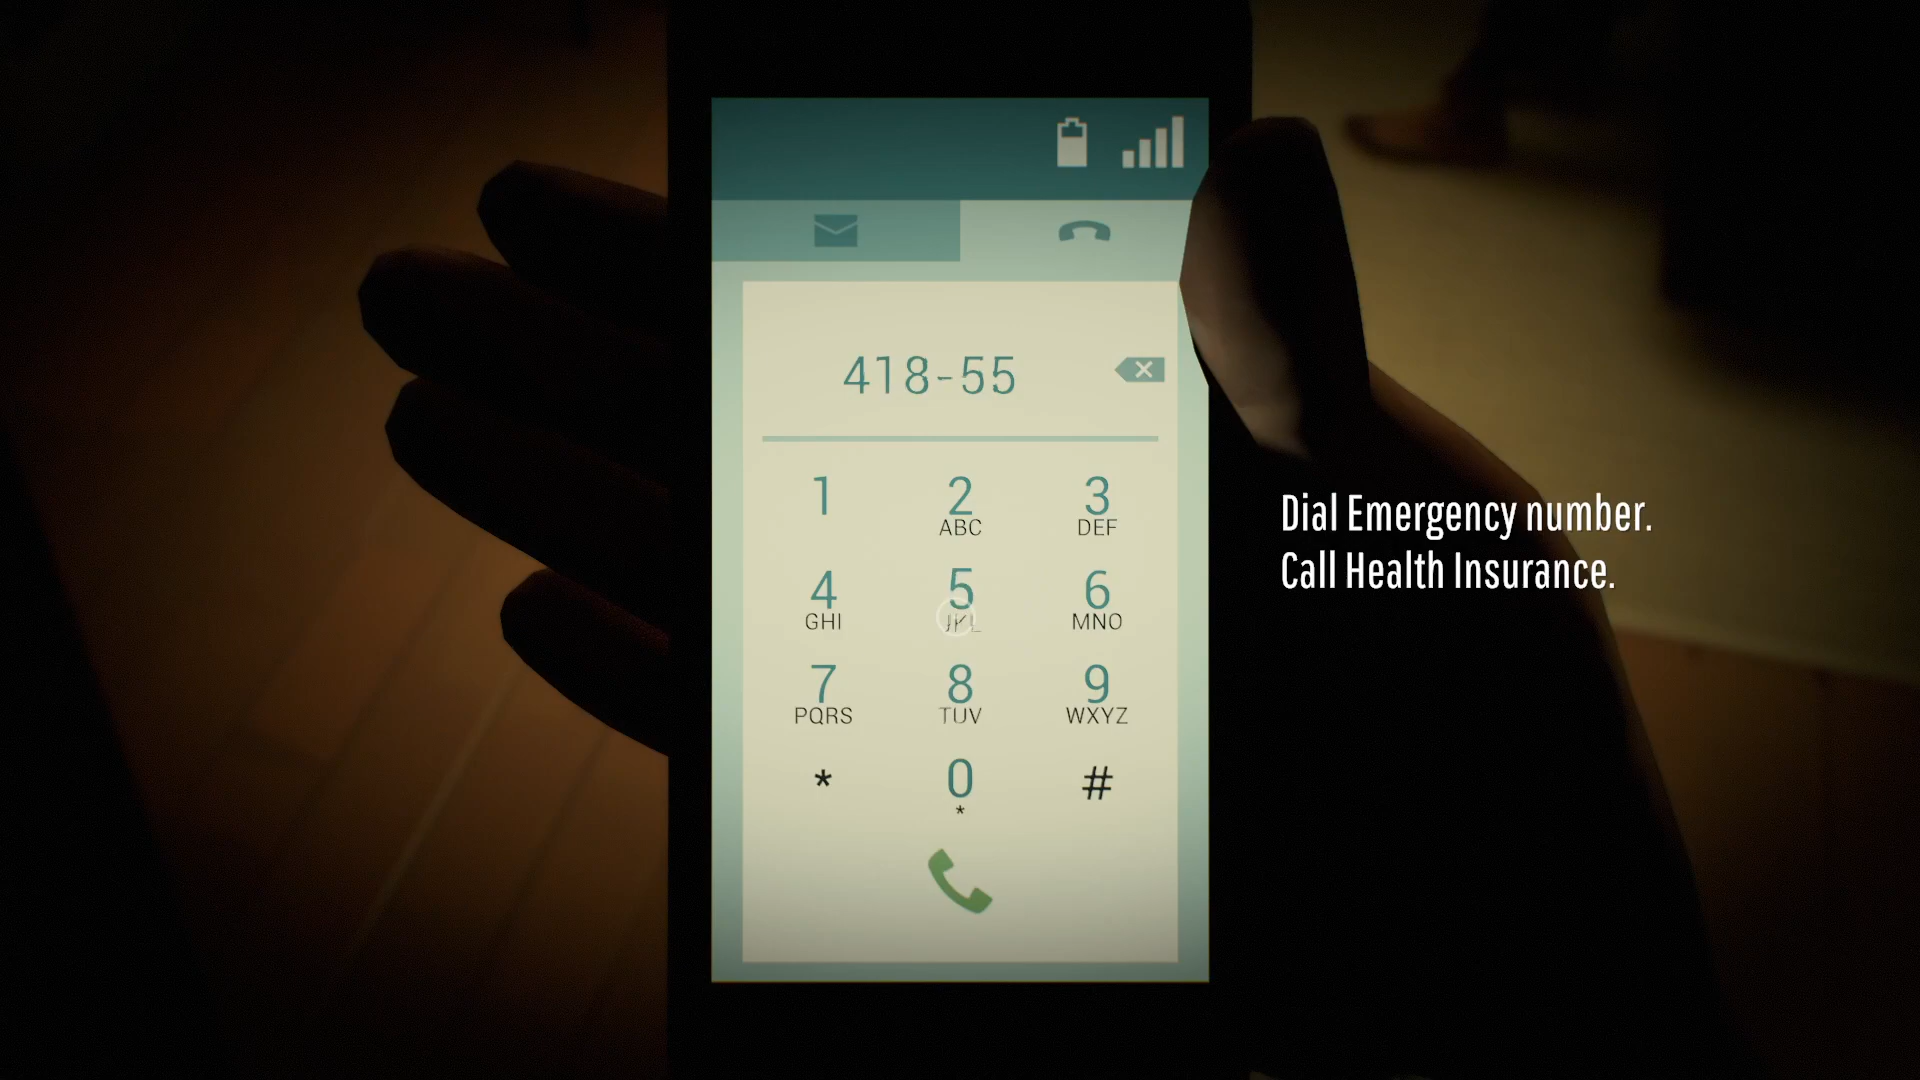 418-55
1 2 3
ABC DEF
4 5 6
GHI JKL MNO
7 8 9
PQRS TUV WXYZ
* 0 #
*
Dial Emergency number.
Call Health Insurance.